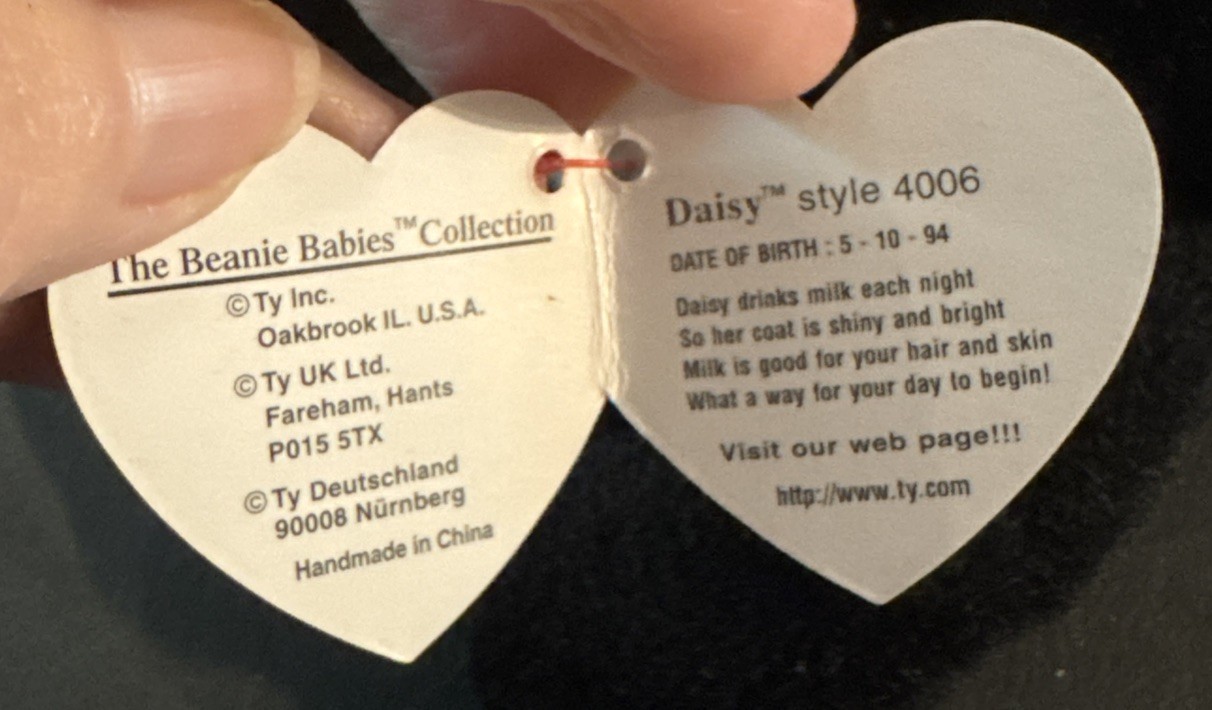 The Beanie Babies™Collection
© Ty Inc.
Oakbrook IL. U.S.A.
© Ty UK Ltd.
Fareham, Hants
P015 5TX
© Ty Deutschland
90008 Nürnberg
Handmade in China
Daisy™ style 4006
DATE OF BIRTH : 5 - 10 - 94
Daisy drinks milk each night
So her coat is shiny and bright
Milk is good for your hair and skin
What a way for your day to begin!
Visit our web page!!!
http://www.ty.com